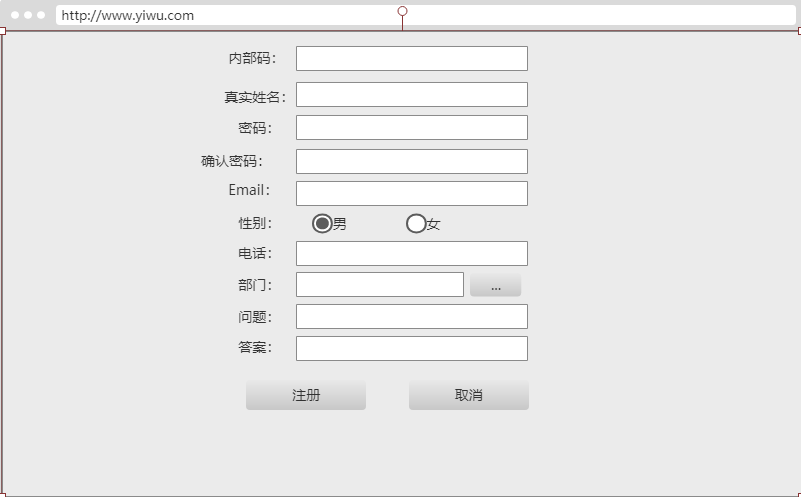 http://www.yiwu.com
内部码：
真实姓名：
密码：
确认密码：
Email：
性别： 男 女
电话：
部门： ...
问题：
答案：
注册 取消